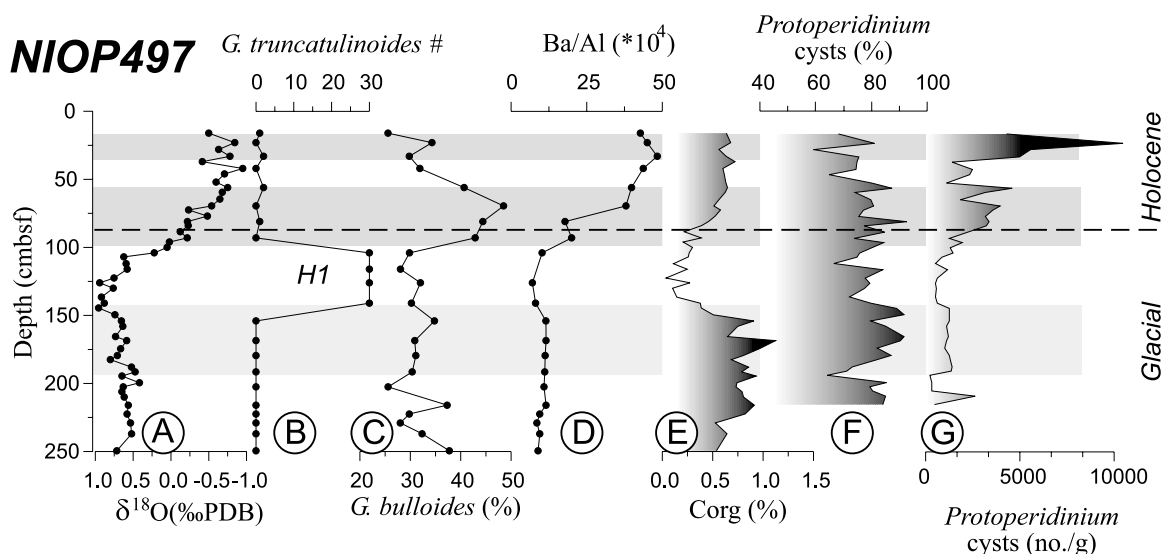 NIOP497
G. truncatulinoides #
0 10 20 30
Ba/Al (*10⁴)
0 25 50
Protoperidinium
cysts (%)
40 60 80 100
Depth (cmbsf)
0
50
100
150
200
250
H1
Holocene
Glacial
A
B
C
D
E
F
G
1.0 0.5 0.0 -0.5 -1.0
δ¹⁸O(‰PDB)
20 30 40 50
G. bulloides (%)
0.0 0.5 1.0 1.5
Corg (%)
0 5000 10000
Protoperidinium
cysts (no./g)